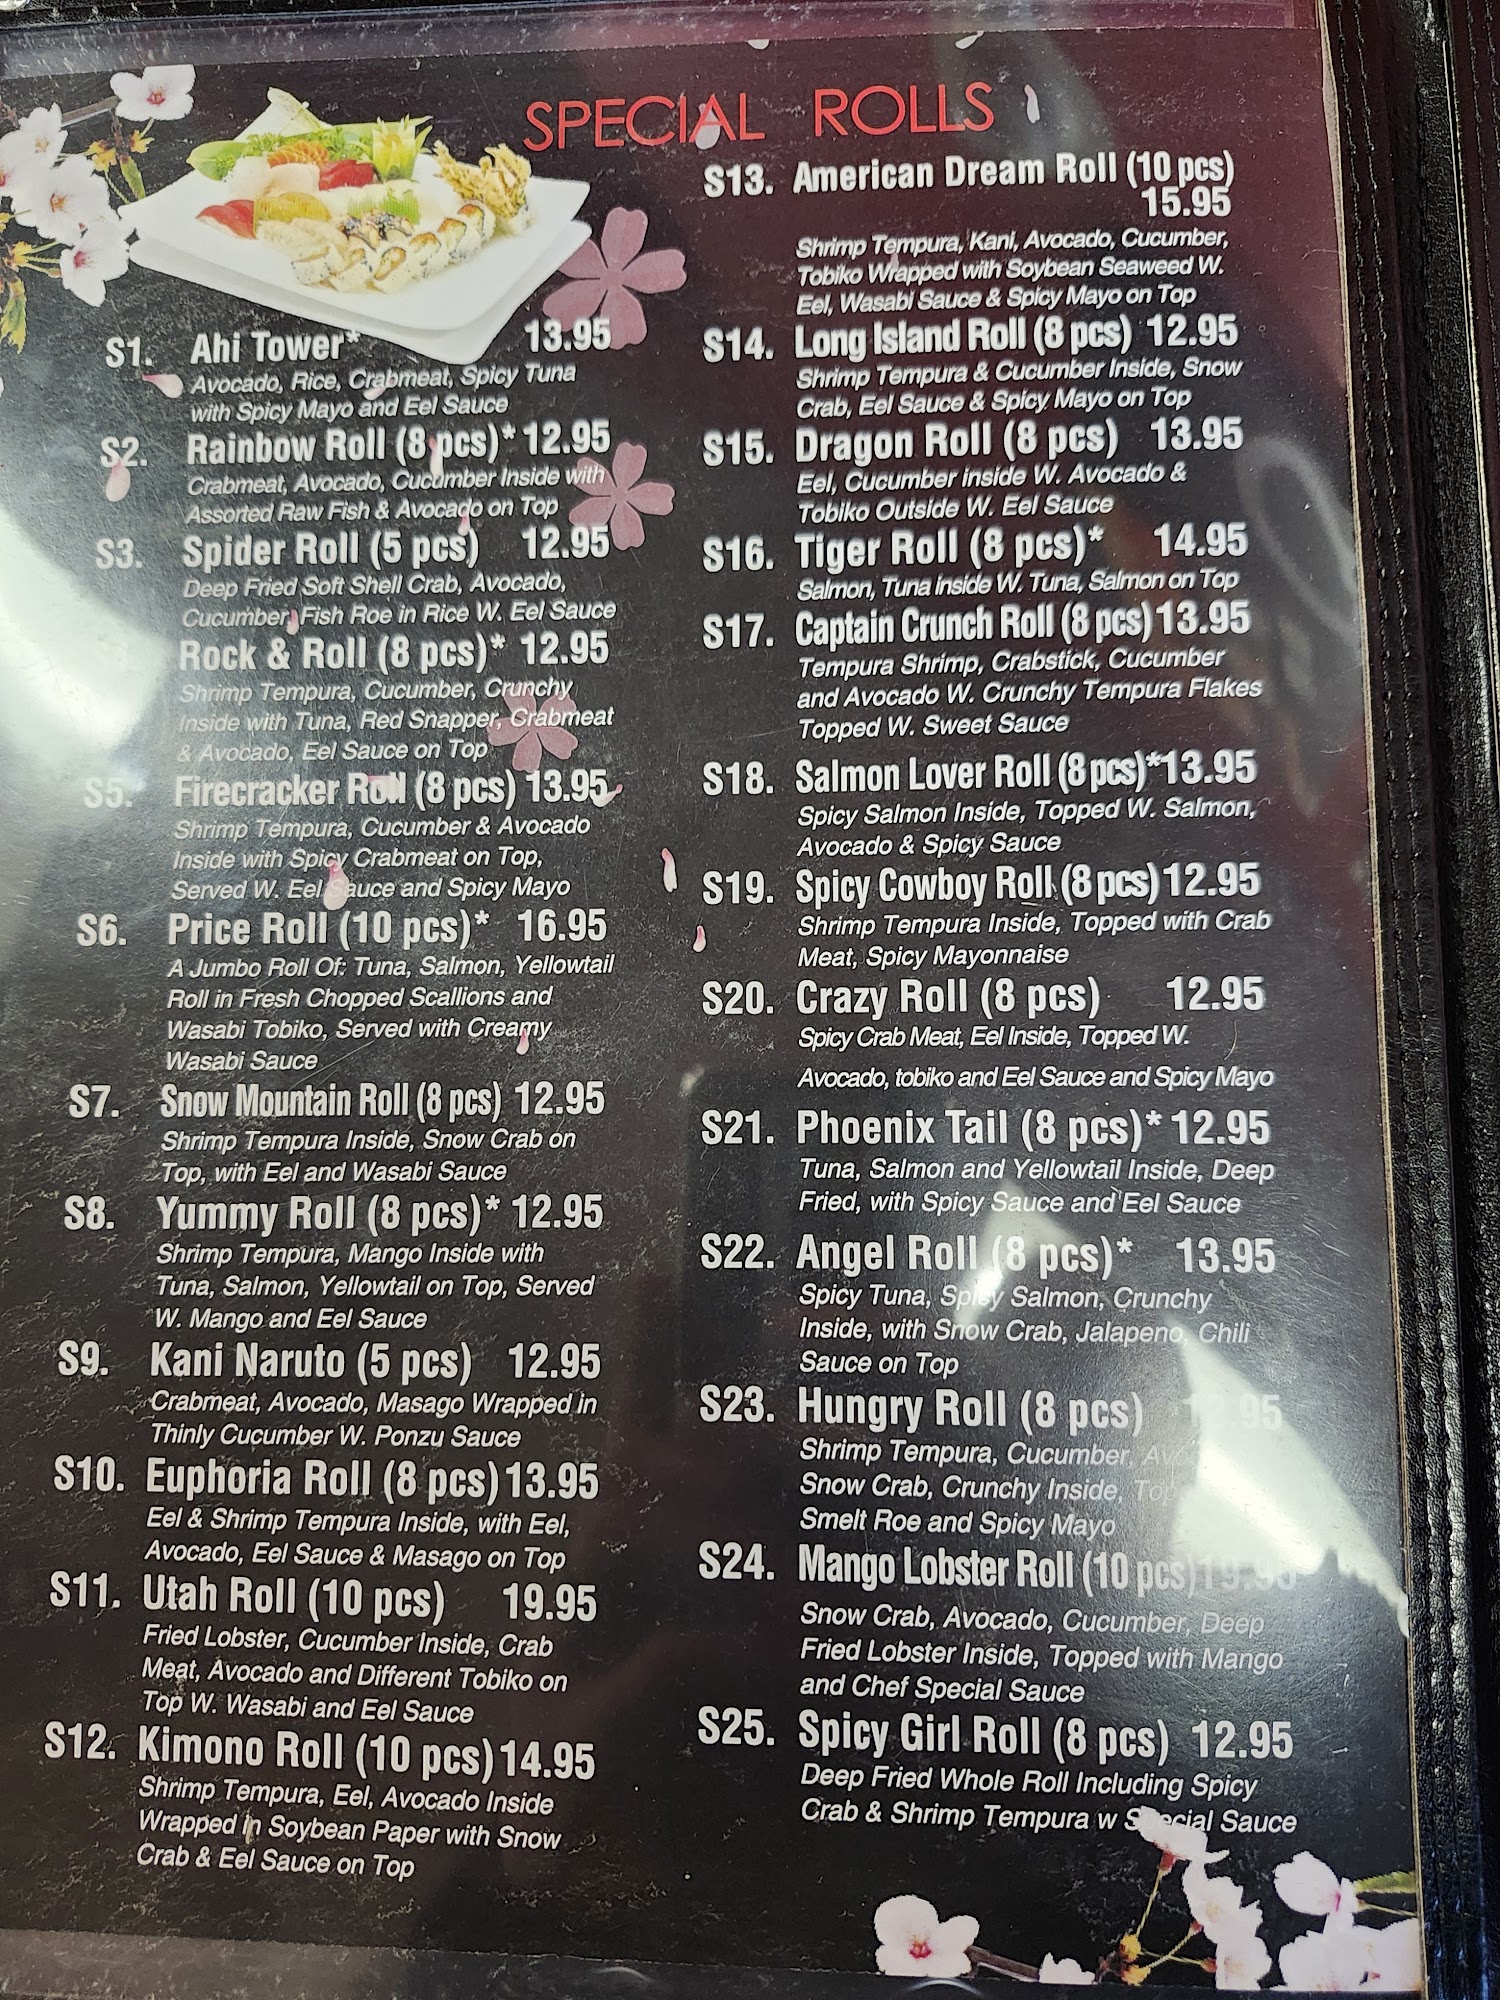 SPECIAL ROLLS
S1. Ahi Tower* 13.95
Avocado, Rice, Crabmeat, Spicy Tuna
with Spicy Mayo and Eel Sauce
S2. Rainbow Roll (8 pcs)* 12.95
Crabmeat, Avocado, Cucumber Inside with
Assorted Raw Fish & Avocado on Top
S3. Spider Roll (5 pcs) 12.95
Deep Fried Soft Shell Crab, Avocado,
Cucumber, Fish Roe in Rice W. Eel Sauce
Rock & Roll (8 pcs)* 12.95
Shrimp Tempura, Cucumber, Crunchy
Inside with Tuna, Red Snapper, Crabmeat
& Avocado, Eel Sauce on Top
S5. Firecracker Roll (8 pcs) 13.95
Shrimp Tempura, Cucumber & Avocado
Inside with Spicy Crabmeat on Top,
Served W. Eel Sauce and Spicy Mayo
S6. Price Roll (10 pcs)* 16.95
A Jumbo Roll Of: Tuna, Salmon, Yellowtail
Roll in Fresh Chopped Scallions and
Wasabi Tobiko, Served with Creamy
Wasabi Sauce
S7. Snow Mountain Roll (8 pcs) 12.95
Shrimp Tempura Inside, Snow Crab on
Top, with Eel and Wasabi Sauce
S8. Yummy Roll (8 pcs)* 12.95
Shrimp Tempura, Mango Inside with
Tuna, Salmon, Yellowtail on Top, Served
W. Mango and Eel Sauce
S9. Kani Naruto (5 pcs) 12.95
Crabmeat, Avocado, Masago Wrapped in
Thinly Cucumber W. Ponzu Sauce
S10. Euphoria Roll (8 pcs) 13.95
Eel & Shrimp Tempura Inside, with Eel,
Avocado, Eel Sauce & Masago on Top
S11. Utah Roll (10 pcs) 19.95
Fried Lobster, Cucumber Inside, Crab
Meat, Avocado and Different Tobiko on
Top W. Wasabi and Eel Sauce
S12. Kimono Roll (10 pcs) 14.95
Shrimp Tempura, Eel, Avocado Inside
Wrapped in Soybean Paper with Snow
Crab & Eel Sauce on Top
S13. American Dream Roll (10 pcs)
15.95
Shrimp Tempura, Kani, Avocado, Cucumber,
Tobiko Wrapped with Soybean Seaweed W.
Eel, Wasabi Sauce & Spicy Mayo on Top
S14. Long Island Roll (8 pcs) 12.95
Shrimp Tempura & Cucumber Inside, Snow
Crab, Eel Sauce & Spicy Mayo on Top
S15. Dragon Roll (8 pcs) 13.95
Eel, Cucumber inside W. Avocado &
Tobiko Outside W. Eel Sauce
S16. Tiger Roll (8 pcs)* 14.95
Salmon, Tuna inside W. Tuna, Salmon on Top
S17. Captain Crunch Roll (8 pcs) 13.95
Tempura Shrimp, Crabstick, Cucumber
and Avocado W. Crunchy Tempura Flakes
Topped W. Sweet Sauce
S18. Salmon Lover Roll (8 pcs)* 13.95
Spicy Salmon Inside, Topped W. Salmon,
Avocado & Spicy Sauce
S19. Spicy Cowboy Roll (8 pcs) 12.95
Shrimp Tempura Inside, Topped with Crab
Meat, Spicy Mayonnaise
S20. Crazy Roll (8 pcs) 12.95
Spicy Crab Meat, Eel Inside, Topped W.
Avocado, tobiko and Eel Sauce and Spicy Mayo
S21. Phoenix Tail (8 pcs)* 12.95
Tuna, Salmon and Yellowtail Inside, Deep
Fried, with Spicy Sauce and Eel Sauce
S22. Angel Roll (8 pcs)* 13.95
Spicy Tuna, Spicy Salmon, Crunchy
Inside, with Snow Crab, Jalapeno, Chili
Sauce on Top
S23. Hungry Roll (8 pcs)
Shrimp Tempura, Cucumber,
Snow Crab, Crunchy Inside,
Smelt Roe and Spicy Mayo
S24. Mango Lobster Roll (10 pcs) 19.95
Snow Crab, Avocado, Cucumber, Deep
Fried Lobster Inside, Topped with Mango
and Chef Special Sauce
S25. Spicy Girl Roll (8 pcs) 12.95
Deep Fried Whole Roll Including Spicy
Crab & Shrimp Tempura w Special Sauce